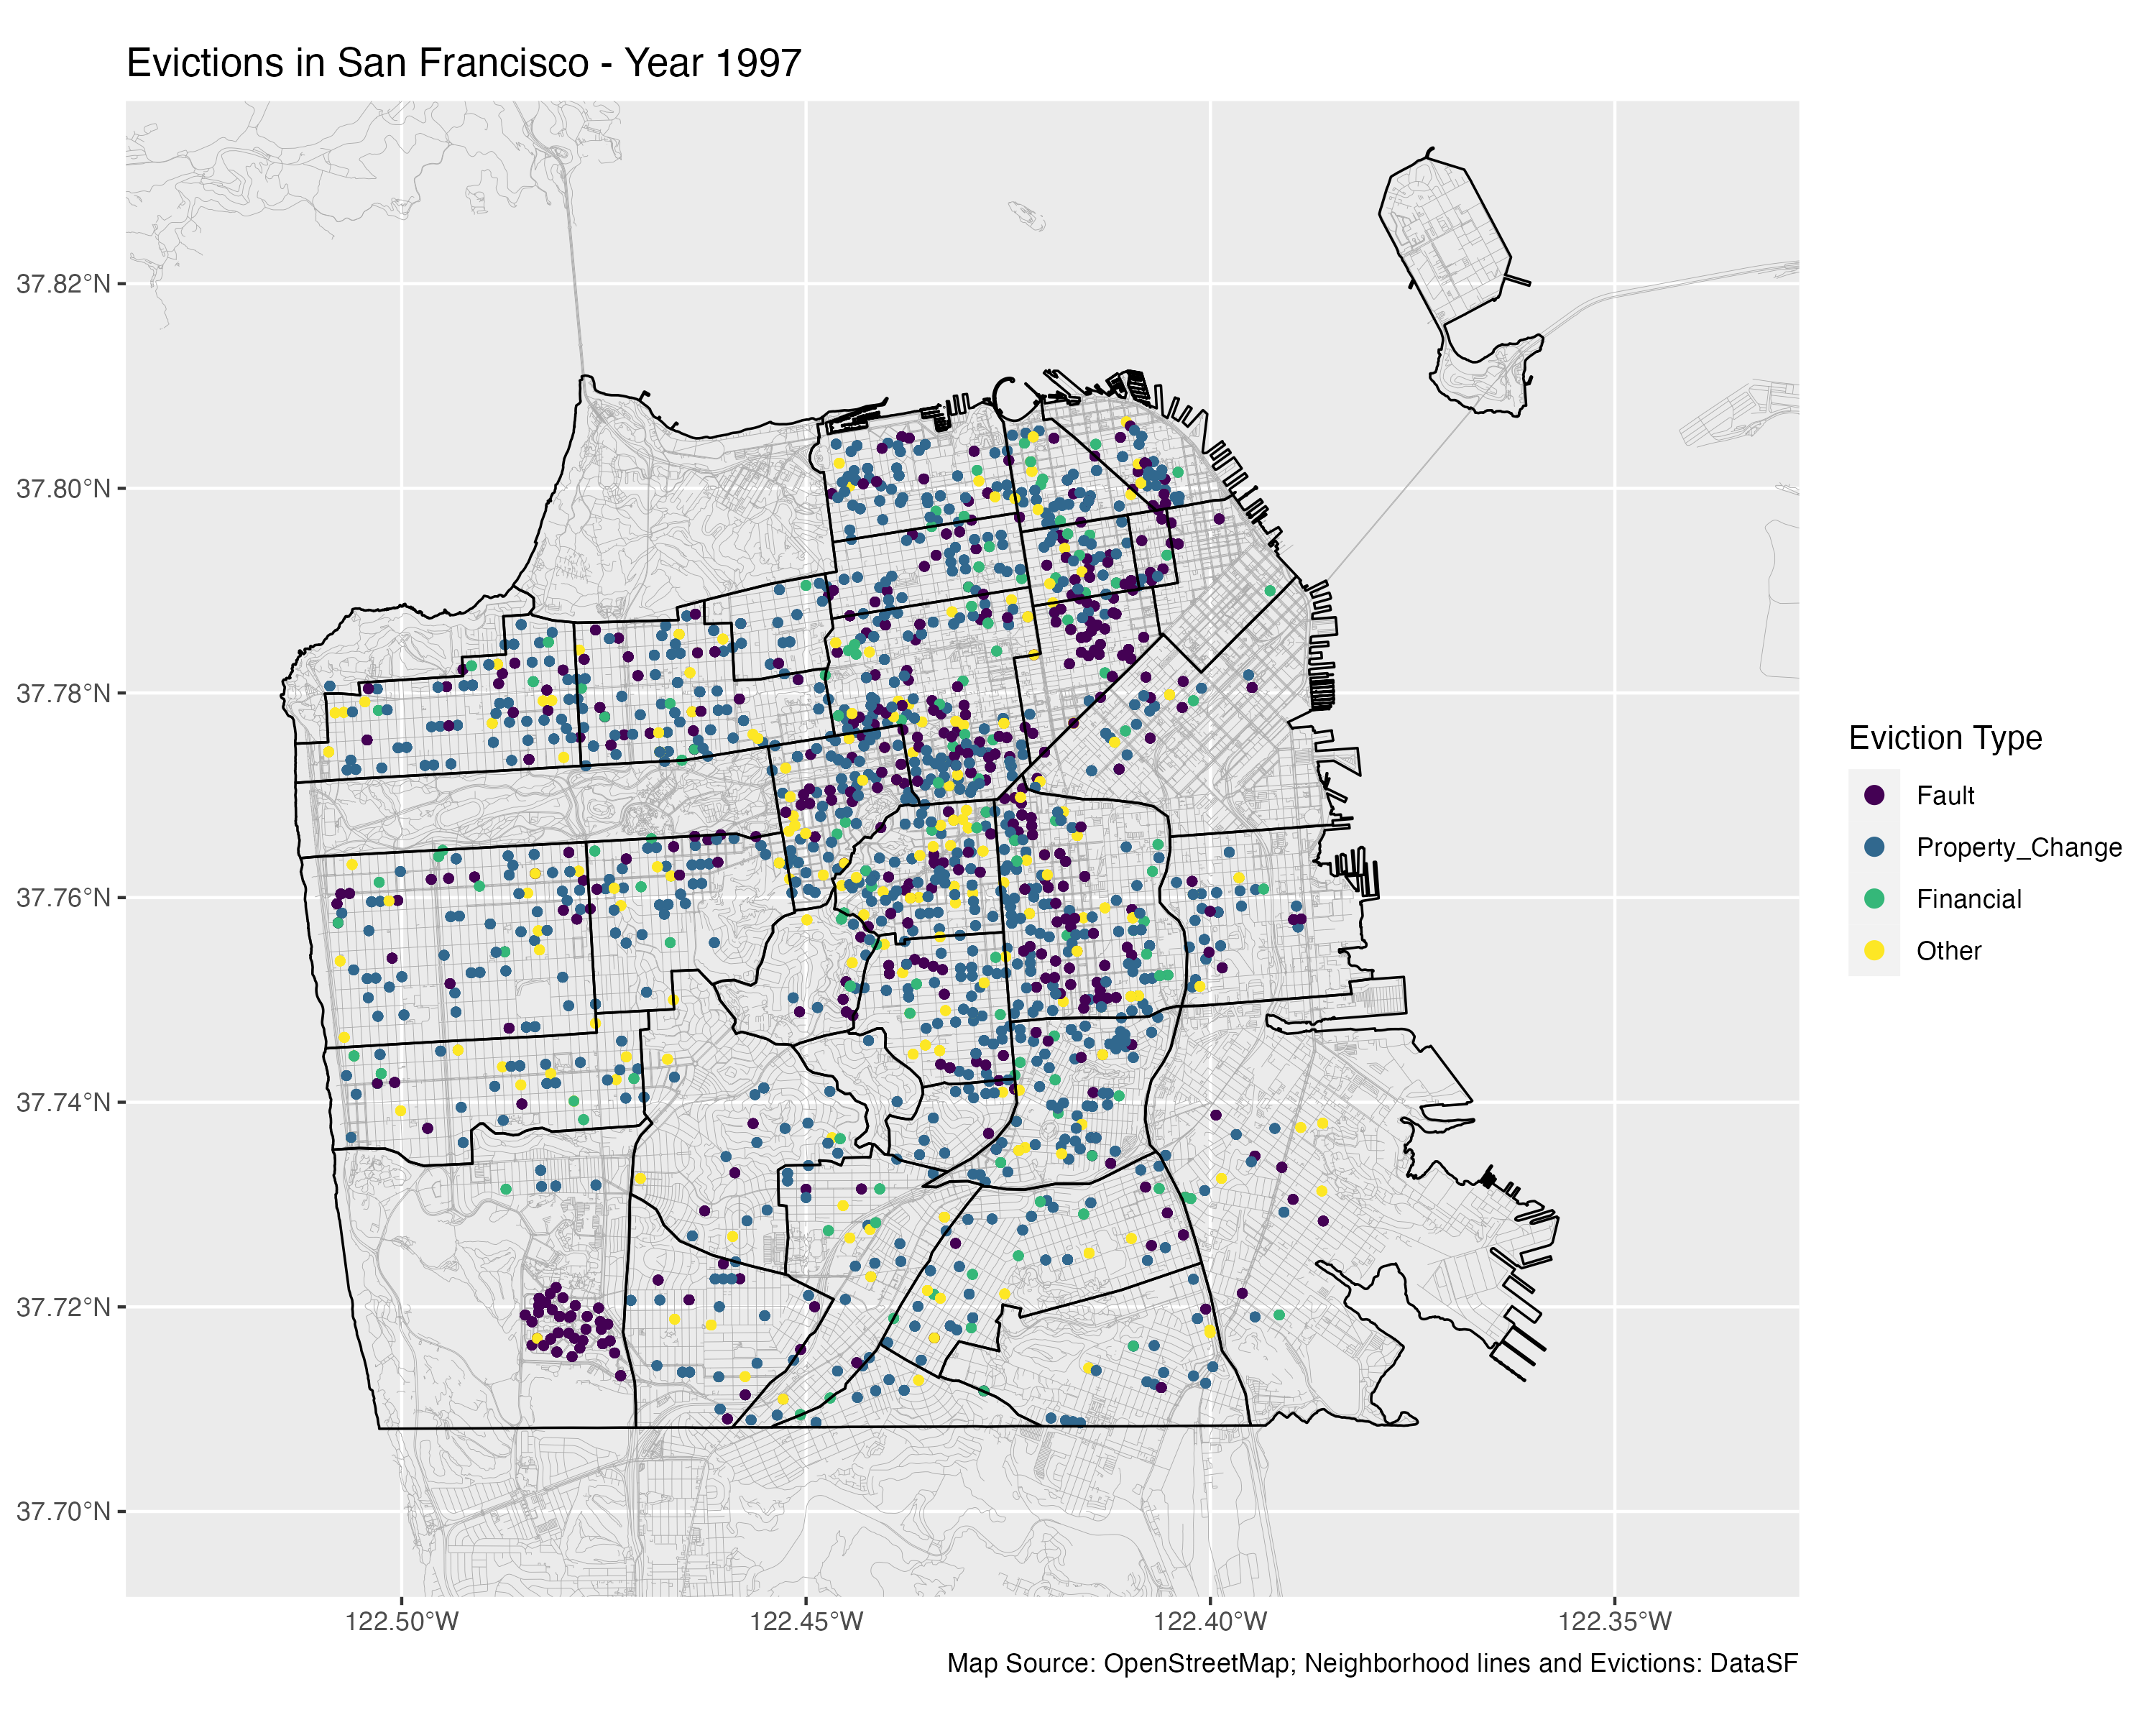 Evictions in San Francisco - Year 1997
37.82°N
37.80°N
37.78°N
37.76°N
37.74°N
37.72°N
37.70°N
122.50°W
122.45°W
122.40°W
122.35°W
Eviction Type
Fault
Property_Change
Financial
Other
Map Source: OpenStreetMap; Neighborhood lines and Evictions: DataSF